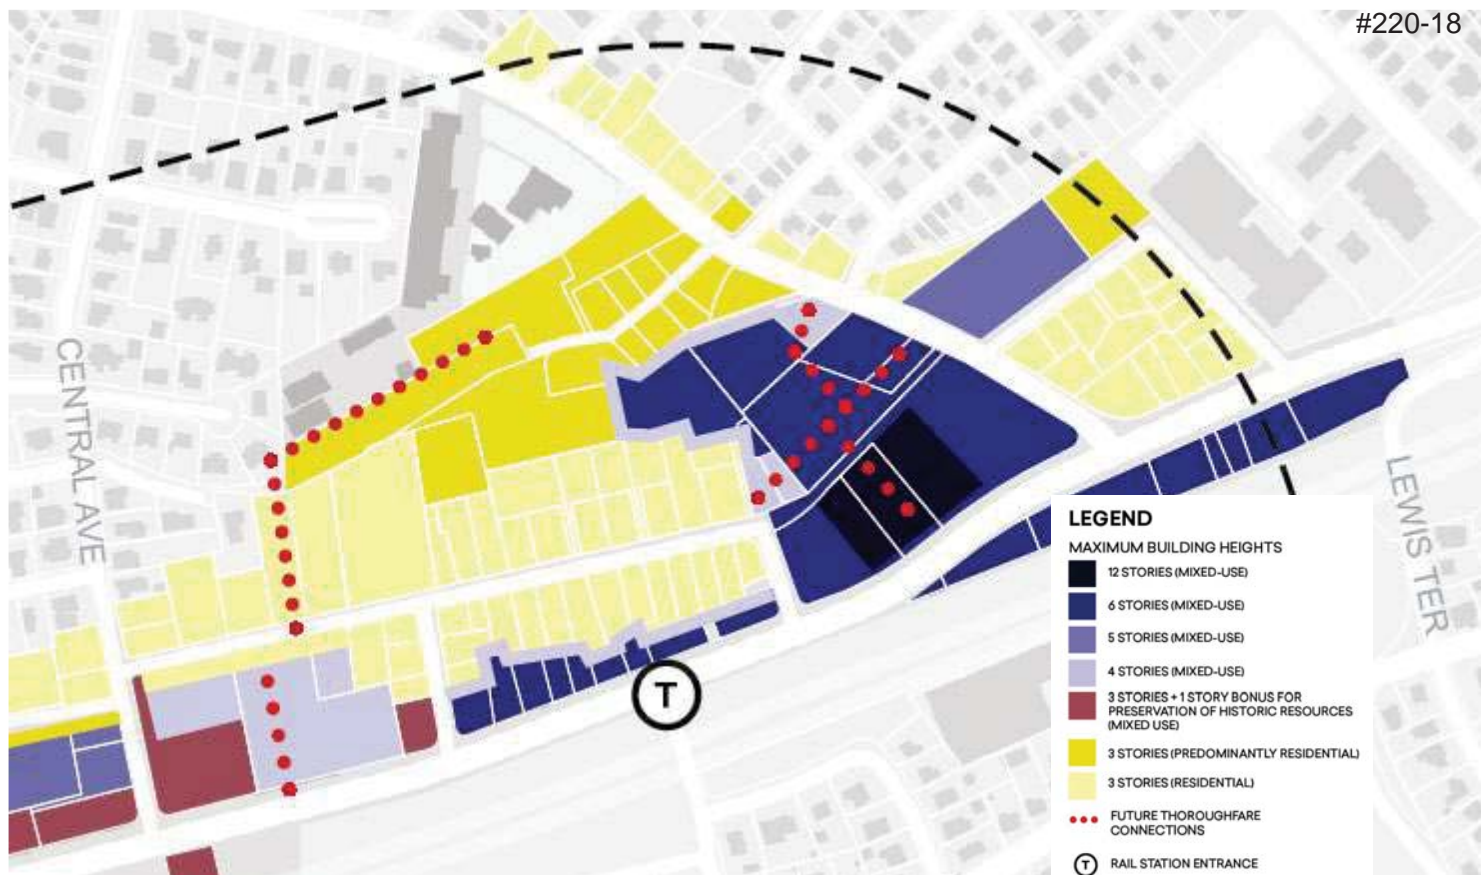 #220-18
CENTRAL AVE
LEWIS TER
T
LEGEND
MAXIMUM BUILDING HEIGHTS
12 STORIES (MIXED-USE)
6 STORIES (MIXED-USE)
5 STORIES (MIXED-USE)
4 STORIES (MIXED-USE)
3 STORIES + 1 STORY BONUS FOR
PRESERVATION OF HISTORIC RESOURCES
(MIXED USE)
3 STORIES (PREDOMINANTLY RESIDENTIAL)
3 STORIES (RESIDENTIAL)
FUTURE THOROUGHFARE
CONNECTIONS
T RAIL STATION ENTRANCE